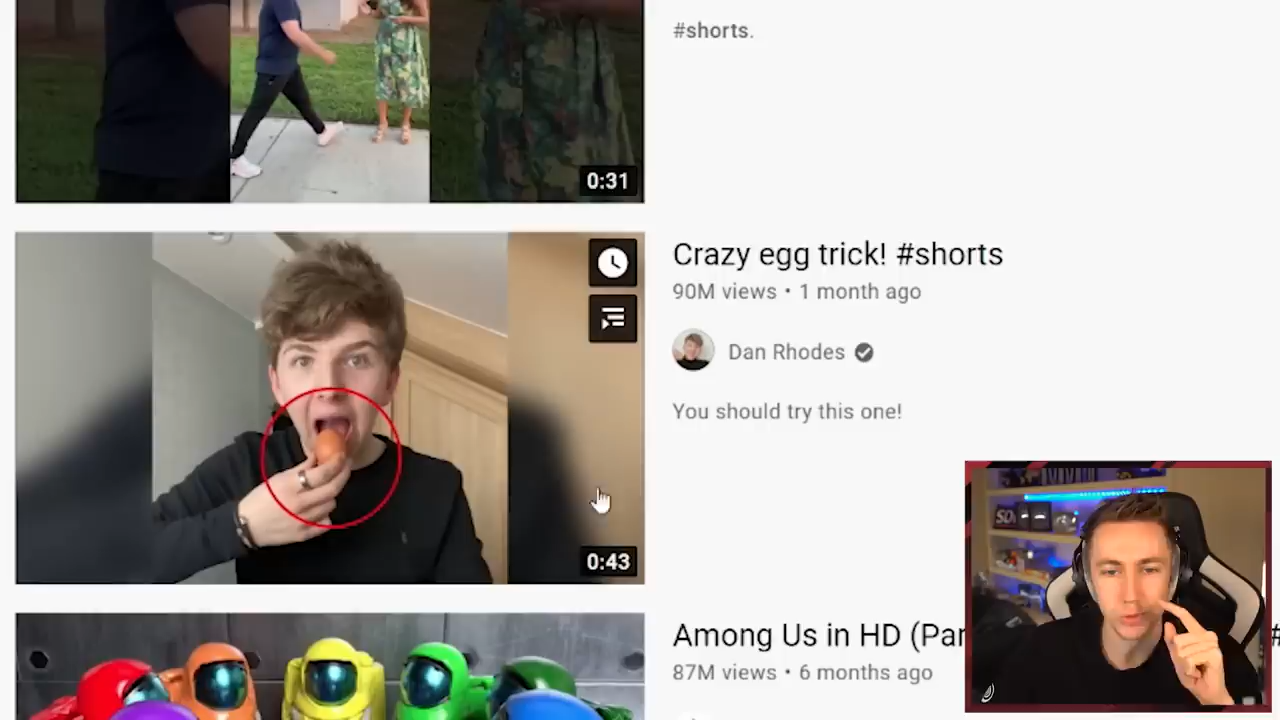 #shorts.
0:31
Crazy egg trick! #shorts
90M views • 1 month ago
Dan Rhodes
You should try this one!
0:43
Among Us in HD (Par
#
87M views • 6 months ago